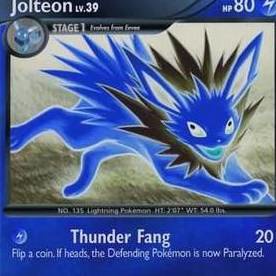 Jolteon LV.39 HP 80
STAGE 1 Evolves from Eevee
NO. 135 Lightning Pokémon HT: 2'07" WT: 54.0 lbs.
Thunder Fang 20
Flip a coin. If heads, the Defending Pokémon is now Paralyzed.